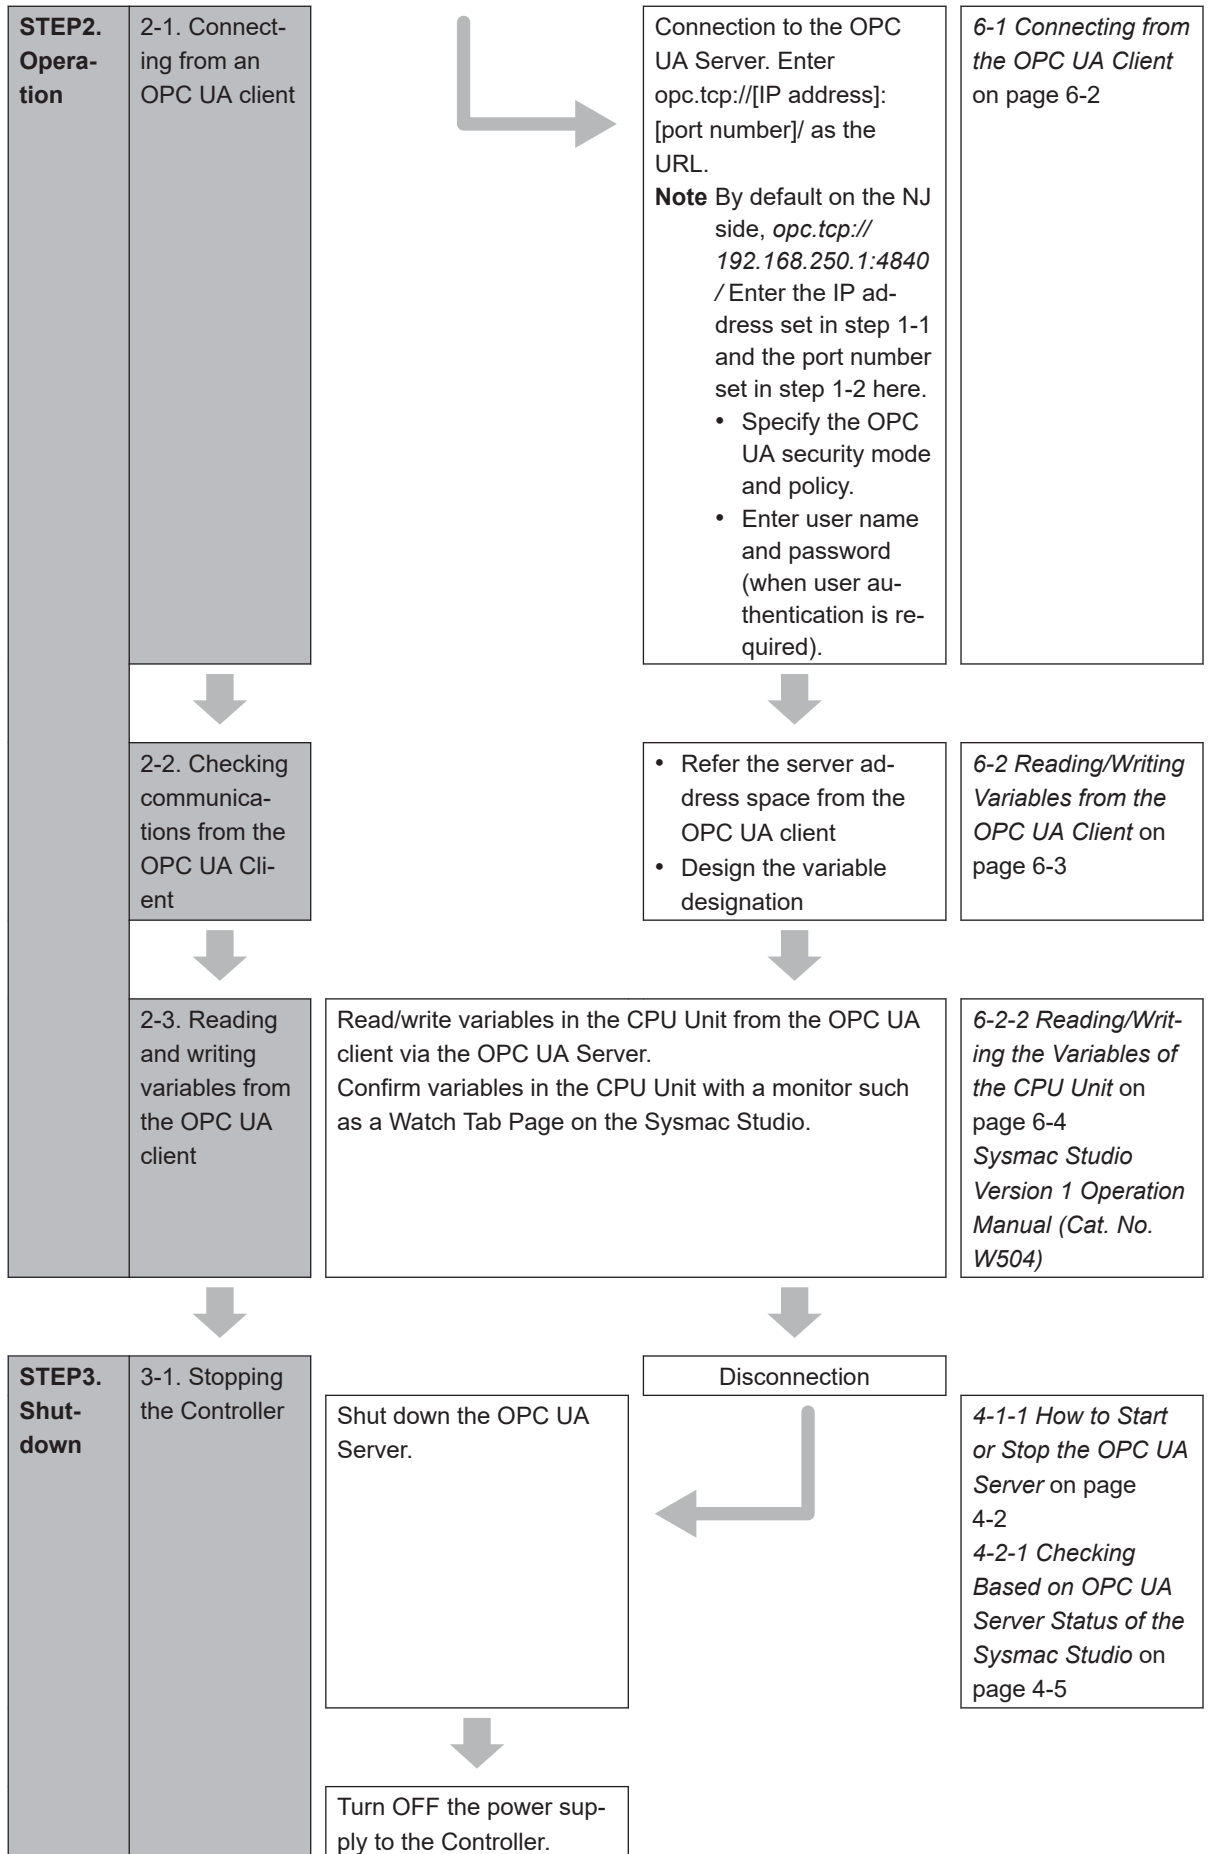 STEP2.
Opera-
tion
2-1. Connect-
ing from an
OPC UA client
Connection to the OPC
UA Server. Enter
opc.tcp://[IP address]:
[port number]/ as the
URL.
Note By default on the NJ
side, opc.tcp://
192.168.250.1:4840
/ Enter the IP ad-
dress set in step 1-1
and the port number
set in step 1-2 here.
• Specify the OPC
UA security mode
and policy.
• Enter user name
and password
(when user au-
thentication is re-
quired).
6-1 Connecting from
the OPC UA Client
on page 6-2
2-2. Checking
communica-
tions from the
OPC UA Cli-
ent
• Refer the server ad-
dress space from the
OPC UA client
• Design the variable
designation
6-2 Reading/Writing
Variables from the
OPC UA Client on
page 6-3
2-3. Reading
and writing
variables from
the OPC UA
client
Read/write variables in the CPU Unit from the OPC UA
client via the OPC UA Server.
Confirm variables in the CPU Unit with a monitor such
as a Watch Tab Page on the Sysmac Studio.
6-2-2 Reading/Writ-
ing the Variables of
the CPU Unit on
page 6-4
Sysmac Studio
Version 1 Operation
Manual (Cat. No.
W504)
STEP3.
Shut-
down
3-1. Stopping
the Controller
Disconnection
Shut down the OPC UA
Server.
4-1-1 How to Start
or Stop the OPC UA
Server on page
4-2
4-2-1 Checking
Based on OPC UA
Server Status of the
Sysmac Studio on
page 4-5
Turn OFF the power sup-
ply to the Controller.